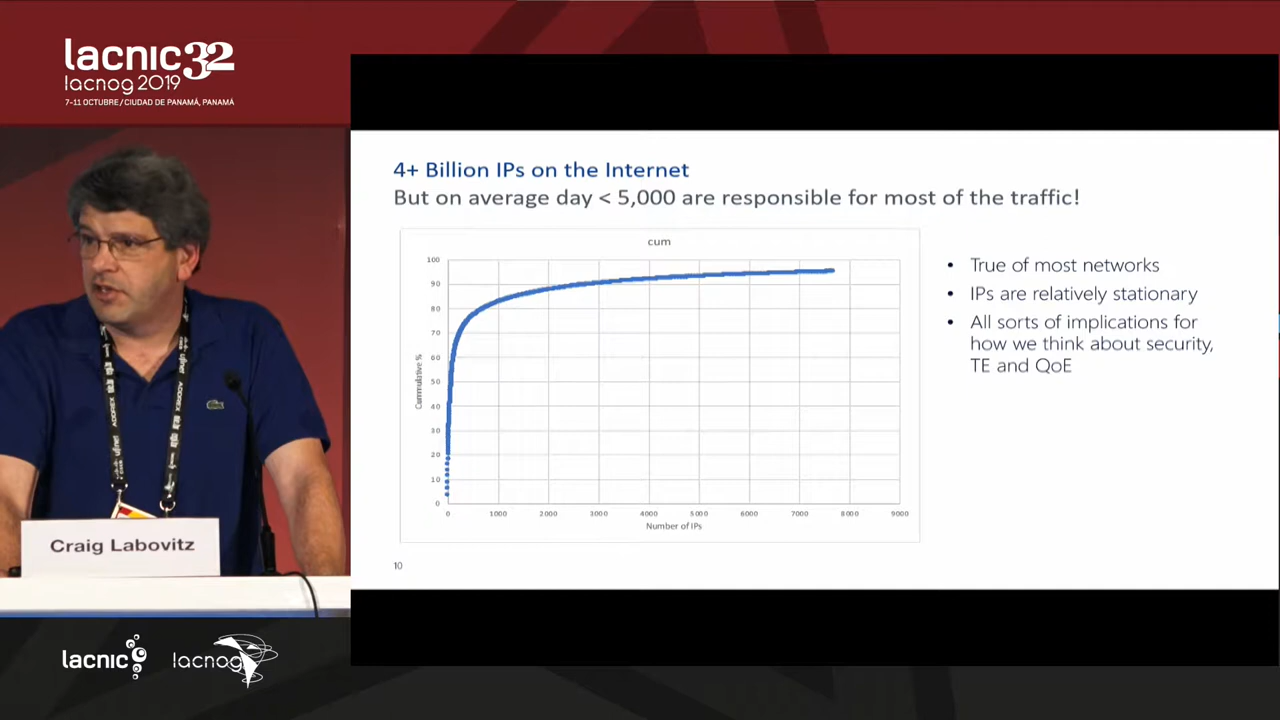 lacnic32
lacnog 2019
7-11 OCTUBRE / CIUDAD DE PANAMÁ, PANAMÁ
4+ Billion IPs on the Internet
But on average day < 5,000 are responsible for most of the traffic!
cum
100
90
80
70
60
50
40
30
20
10
0
Cummulative %
0 1000 2000 3000 4000 5000 6000 7000 8000 9000
Number of IPs
• True of most networks
• IPs are relatively stationary
• All sorts of implications for
how we think about security,
TE and QoE
10
Craig Labovitz
lacnic
lacnog